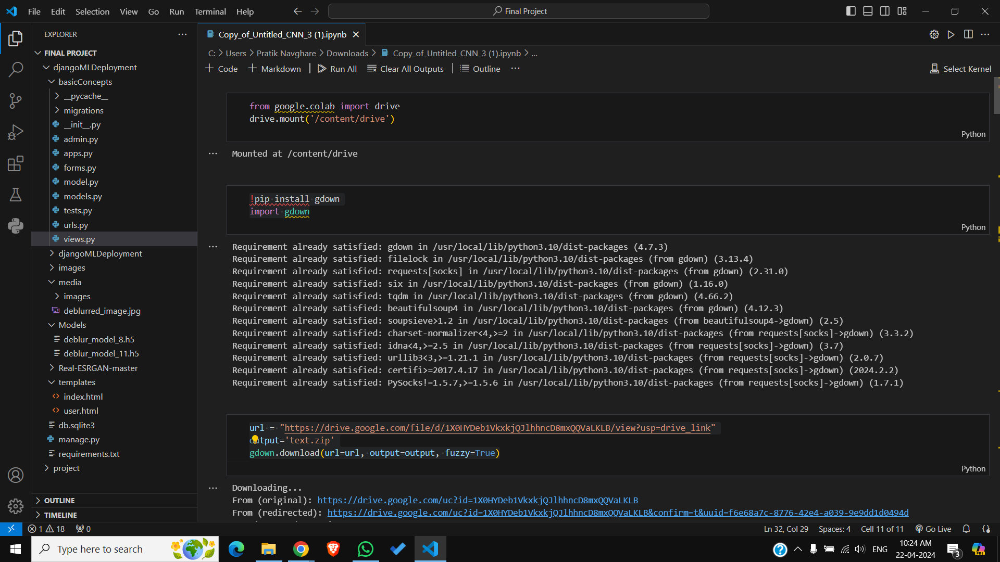 File Edit Selection View Go Run Terminal Help
Final Project
EXPLORER
FINAL PROJECT
djangoMLDeployment
basicConcepts
__pycache__
migrations
__init__.py
admin.py
apps.py
forms.py
model.py
models.py
tests.py
urls.py
views.py
djangoMLDeployment
images
media
images
deblurred_image.jpg
Models
deblur_model_8.h5
deblur_model_11.h5
Real-ESRGAN-master
templates
index.html
user.html
db.sqlite3
manage.py
requirements.txt
project
OUTLINE
TIMELINE
Copy_of_Untitled_CNN_3 (1).ipynb
C: > Users > Pratik Navghare > Downloads > Copy_of_Untitled_CNN_3 (1).ipynb > ...
+ Code + Markdown | Run All Clear All Outputs | Outline ...
Select Kernel
from google.colab import drive
drive.mount('/content/drive')
Python
Mounted at /content/drive
!pip install gdown
import gdown
Python
Requirement already satisfied: gdown in /usr/local/lib/python3.10/dist-packages (4.7.3)
Requirement already satisfied: filelock in /usr/local/lib/python3.10/dist-packages (from gdown) (3.13.4)
Requirement already satisfied: requests[socks] in /usr/local/lib/python3.10/dist-packages (from gdown) (2.31.0)
Requirement already satisfied: six in /usr/local/lib/python3.10/dist-packages (from gdown) (1.16.0)
Requirement already satisfied: tqdm in /usr/local/lib/python3.10/dist-packages (from gdown) (4.66.2)
Requirement already satisfied: beautifulsoup4 in /usr/local/lib/python3.10/dist-packages (from gdown) (4.12.3)
Requirement already satisfied: soupsieve>1.2 in /usr/local/lib/python3.10/dist-packages (from beautifulsoup4->gdown) (2.5)
Requirement already satisfied: charset-normalizer<4,>=2 in /usr/local/lib/python3.10/dist-packages (from requests[socks]->gdown) (3.3.2)
Requirement already satisfied: idna<4,>=2.5 in /usr/local/lib/python3.10/dist-packages (from requests[socks]->gdown) (3.7)
Requirement already satisfied: urllib3<3,>=1.21.1 in /usr/local/lib/python3.10/dist-packages (from requests[socks]->gdown) (2.0.7)
Requirement already satisfied: certifi>=2017.4.17 in /usr/local/lib/python3.10/dist-packages (from requests[socks]->gdown) (2024.2.2)
Requirement already satisfied: PySocks!=1.5.7,>=1.5.6 in /usr/local/lib/python3.10/dist-packages (from requests[socks]->gdown) (1.7.1)
url = "https://drive.google.com/file/d/1X0HYDeb1VkxkjQJlhhncD8mxQQVaLKLB/view?usp=drive_link"
output='text.zip'
gdown.download(url=url, output=output, fuzzy=True)
Python
Downloading...
From (original): https://drive.google.com/uc?id=1X0HYDeb1VkxkjQJlhhncD8mxQQVaLKLB
From (redirected): https://drive.google.com/uc?id=1X0HYDeb1VkxkjQJlhhncD8mxQQVaLKLB&confirm=t&uuid=f6e68a7c-8776-42e4-a039-9e9dd1d0494d
1 18 0
Ln 32, Col 29 Spaces: 4 Cell 11 of 11 Go Live
Type here to search
ENG
10:24 AM
22-04-2024
3
PRE